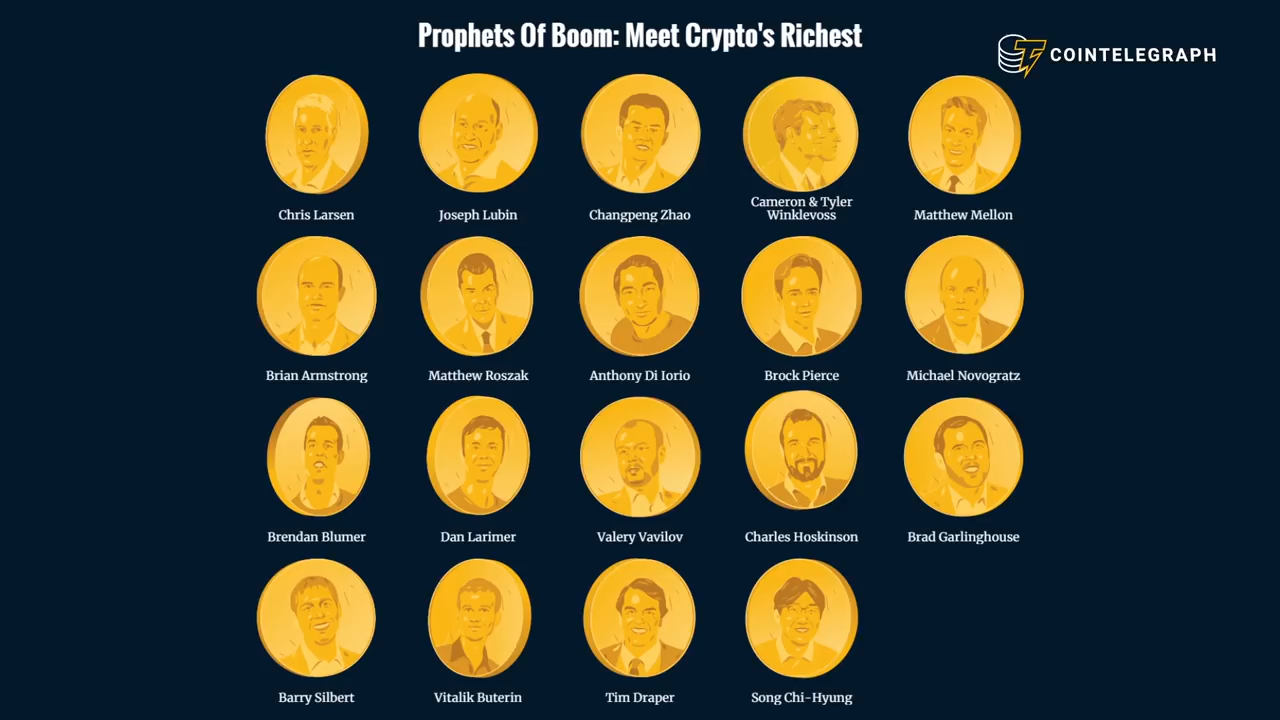 Prophets Of Boom: Meet Crypto's Richest
COINTELEGRAPH
Chris Larsen
Joseph Lubin
Changpeng Zhao
Cameron & Tyler
Winklevoss
Matthew Mellon
Brian Armstrong
Matthew Roszak
Anthony Di Iorio
Brock Pierce
Michael Novogratz
Brendan Blumer
Dan Larimer
Valery Vavilov
Charles Hoskinson
Brad Garlinghouse
Barry Silbert
Vitalik Buterin
Tim Draper
Song Chi-Hyung